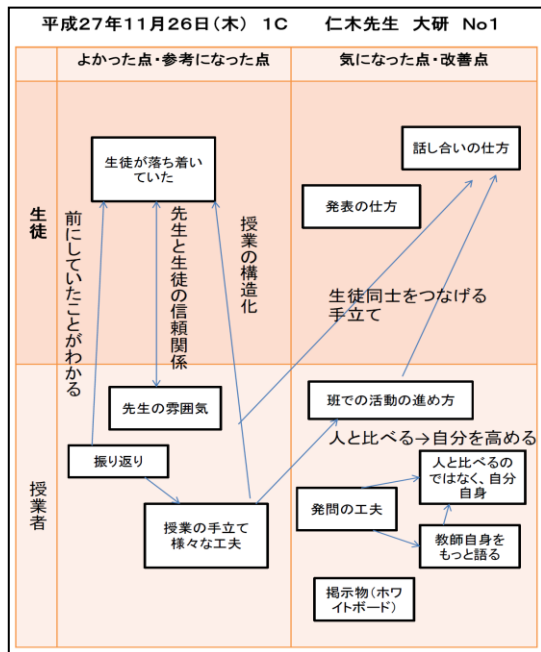 平成27年11月26日(木) 1C 仁木先生 大研 No1
よかった点・参考になった点
気になった点・改善点
生徒
生徒が落ち着い
ていた
前にしていたことがわかる
先生と生徒の信頼関係
授業の構造化
話し合いの仕方
発表の仕方
生徒同士をつなげる
手立て
授業者
先生の雰囲気
振り返り
授業の手立て
様々な工夫
班での活動の進め方
人と比べる→自分を高める
人と比べるの
ではなく、自分
自身
発問の工夫
教師自身を
もっと語る
掲示物(ホワ
イトボード)